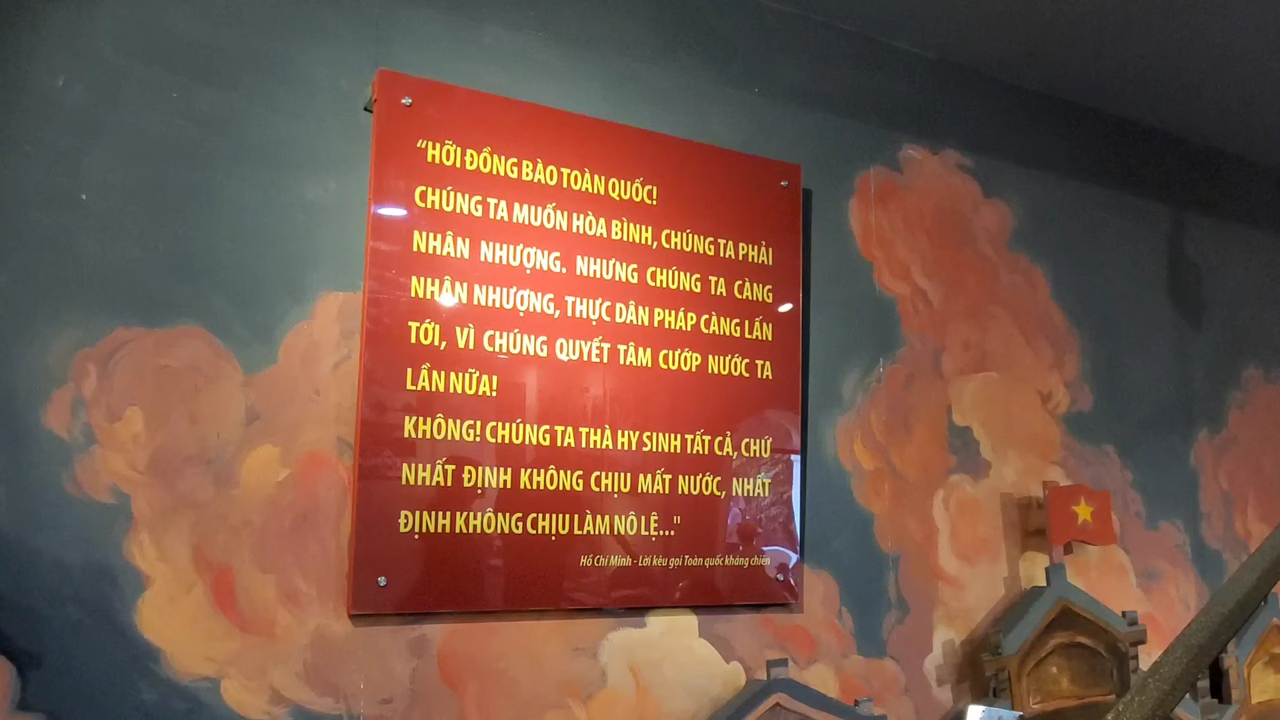 “HỠI ĐỒNG BÀO TOÀN QUỐC!
CHÚNG TA MUỐN HÒA BÌNH, CHÚNG TA PHẢI
NHÂN NHƯỢNG. NHƯNG CHÚNG TA CÀNG
NHÂN NHƯỢNG, THỰC DÂN PHÁP CÀNG LẤN
TỚI, VÌ CHÚNG QUYẾT TÂM CƯỚP NƯỚC TA
LẦN NỮA!
KHÔNG! CHÚNG TA THÀ HY SINH TẤT CẢ, CHỨ
NHẤT ĐỊNH KHÔNG CHỊU MẤT NƯỚC, NHẤT
ĐỊNH KHÔNG CHỊU LÀM NÔ LỆ..."
Hồ Chí Minh - Lời kêu gọi Toàn quốc kháng chiến